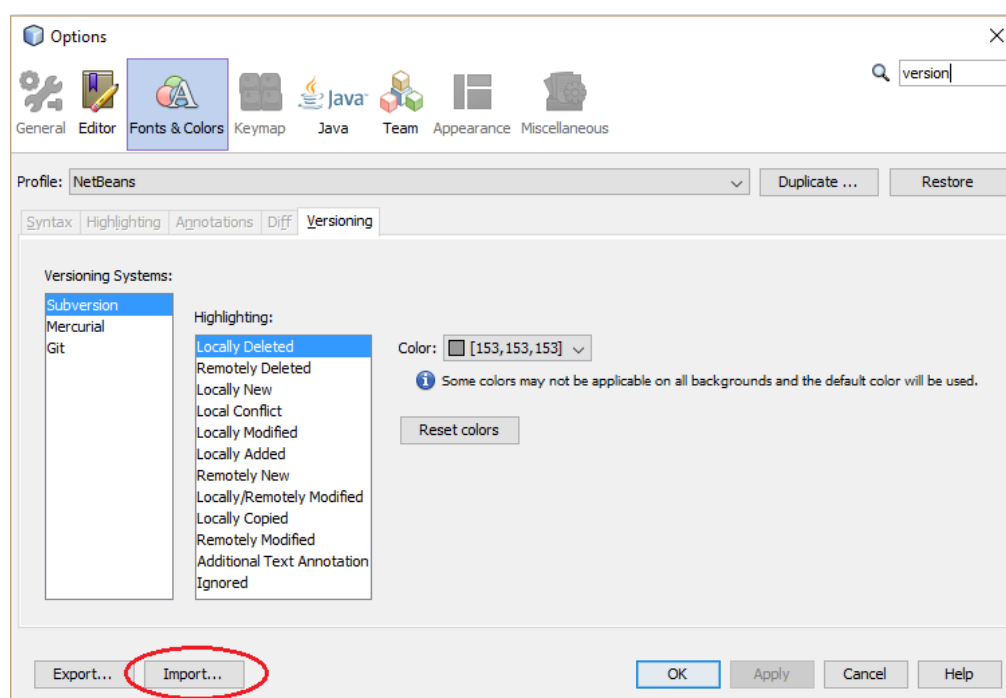 Options
version
General Editor Fonts & Colors Keymap Java Team Appearance Miscellaneous
Profile: NetBeans Duplicate ... Restore
Syntax Highlighting Annotations Diff Versioning
Versioning Systems:
Subversion
Mercurial
Git
Highlighting:
Locally Deleted
Remotely Deleted
Locally New
Local Conflict
Locally Modified
Locally Added
Remotely New
Locally/Remotely Modified
Locally Copied
Remotely Modified
Additional Text Annotation
Ignored
Color: [153,153,153]
Some colors may not be applicable on all backgrounds and the default color will be used.
Reset colors
Export... Import... OK Apply Cancel Help